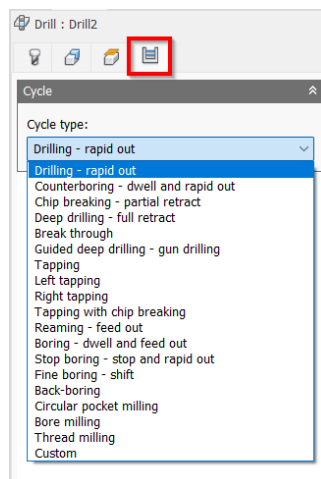 Drill : Drill2
Cycle
Cycle type:
Drilling - rapid out
Drilling - rapid out
Counterboring - dwell and rapid out
Chip breaking - partial retract
Deep drilling - full retract
Break through
Guided deep drilling - gun drilling
Tapping
Left tapping
Right tapping
Tapping with chip breaking
Reaming - feed out
Boring - dwell and feed out
Stop boring - stop and rapid out
Fine boring - shift
Back-boring
Circular pocket milling
Bore milling
Thread milling
Custom